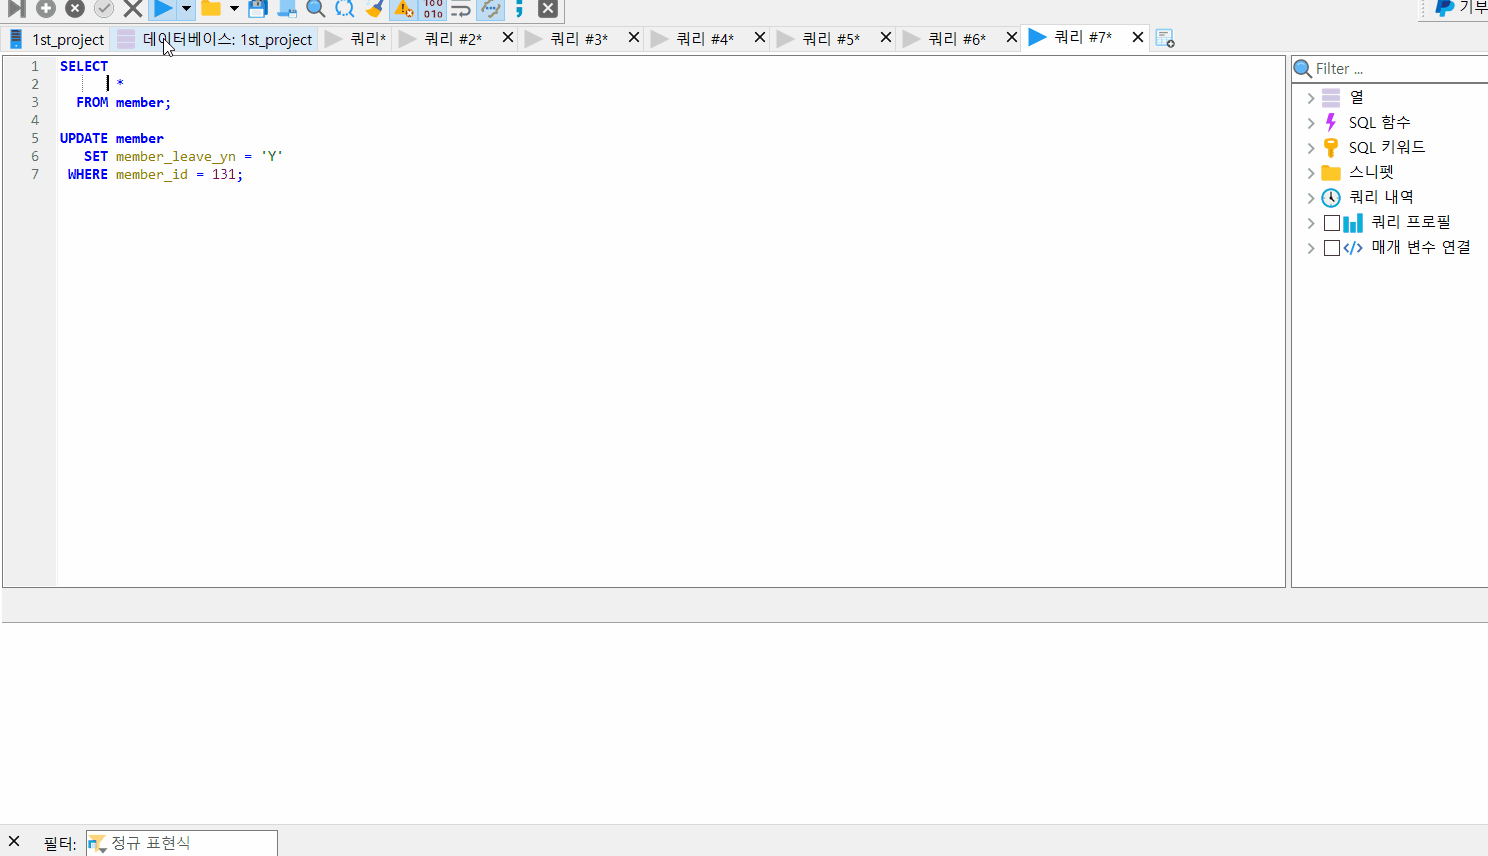 기부
1st_project 데이터베이스: 1st_project 쿼리* 쿼리 #2* 쿼리 #3* 쿼리 #4* 쿼리 #5* 쿼리 #6* 쿼리 #7*
1 SELECT
2 *
3 FROM member;
4
5 UPDATE member
6 SET member_leave_yn = 'Y'
7 WHERE member_id = 131;
Filter ...
열
SQL 함수
SQL 키워드
스니펫
쿼리 내역
쿼리 프로필
매개 변수 연결
필터: 정규 표현식